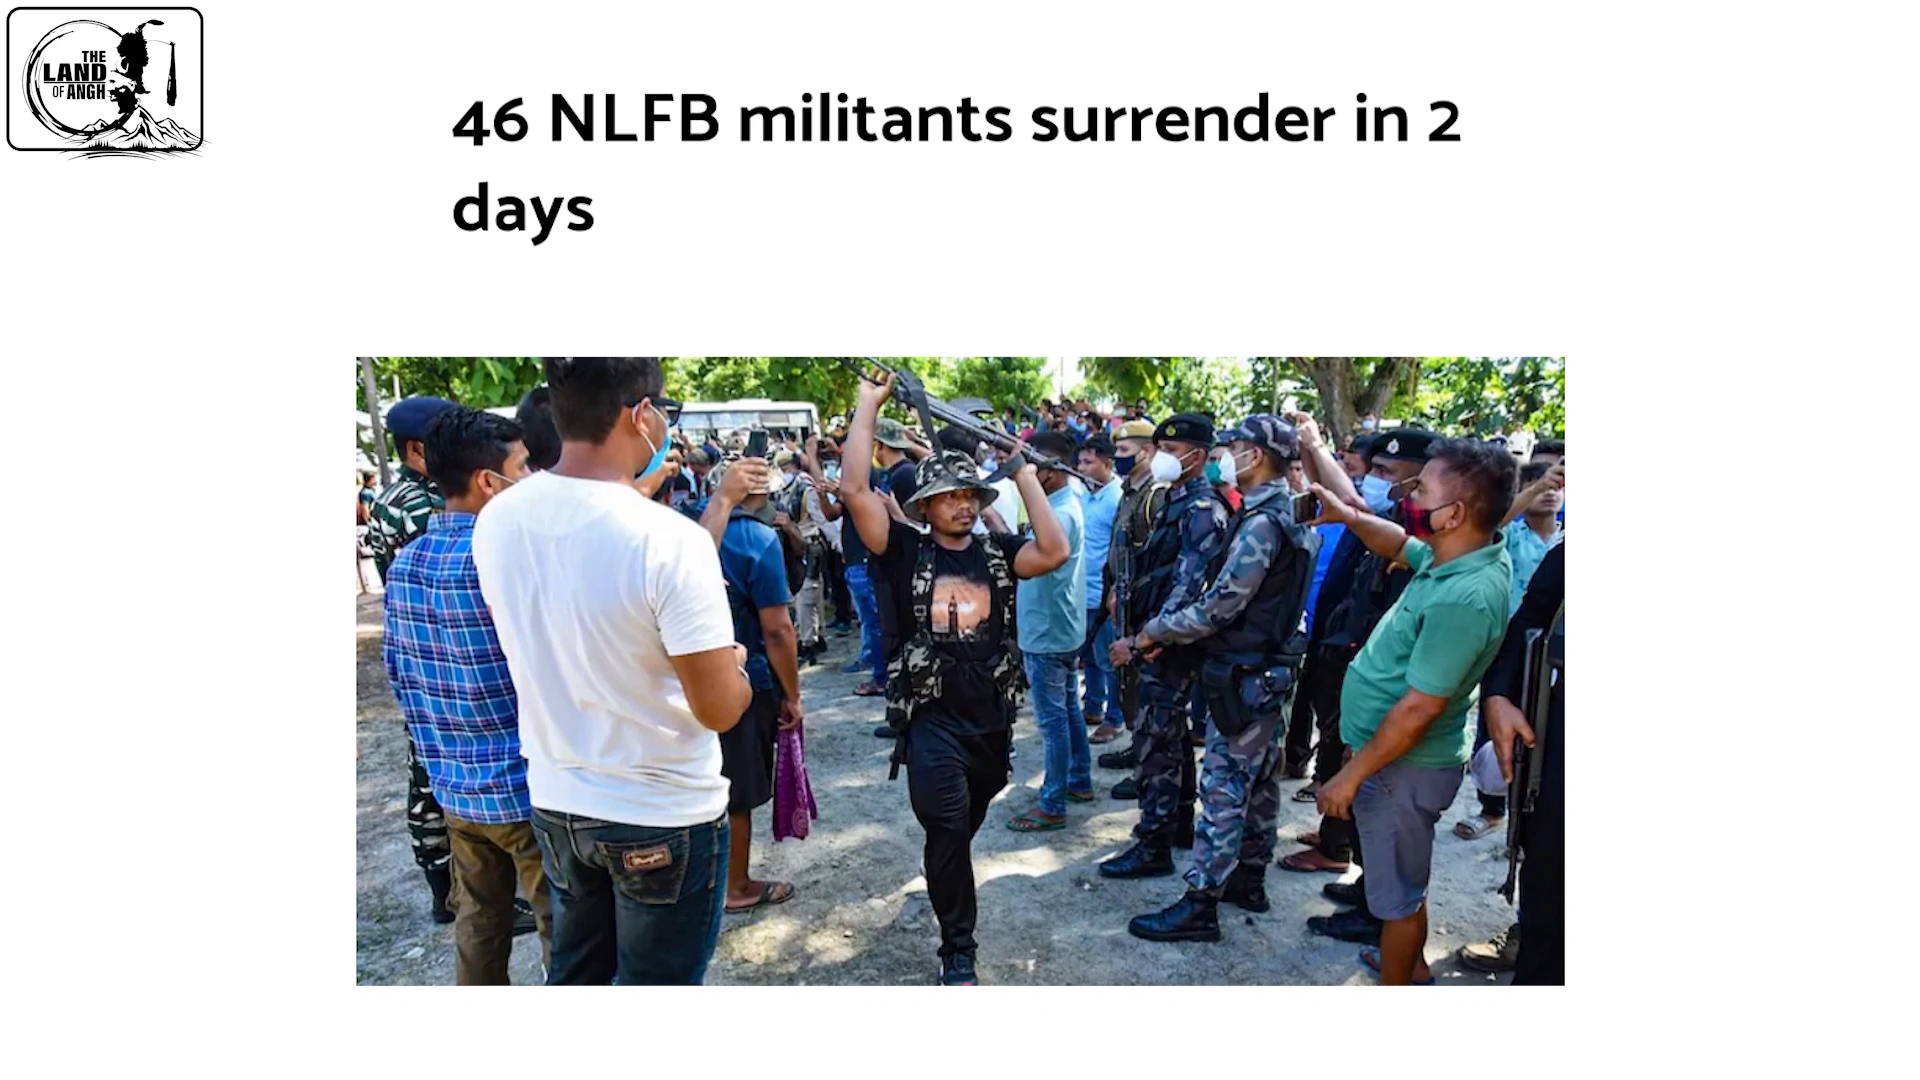 THE
LAND
OF ANGH
46 NLFB militants surrender in 2
days